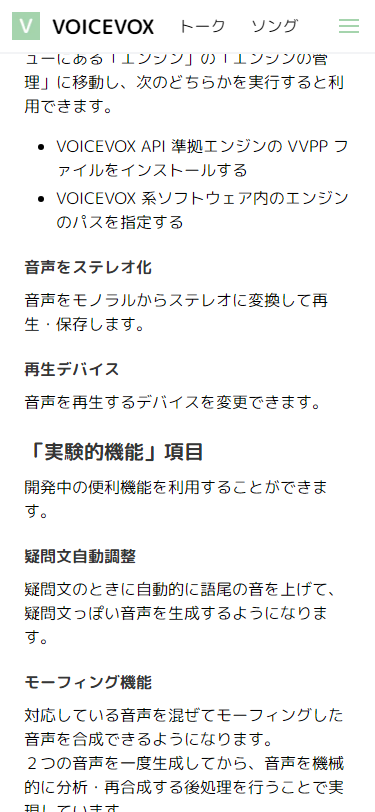 V VOICEVOX トーク ソング
ューにある「エンジン」の「エンジンの管
理」に移動し、次のどちらかを実行すると利
用できます。
• VOICEVOX API 準拠エンジンの VVPP フ
ァイルをインストールする
• VOICEVOX 系ソフトウェア内のエンジン
のパスを指定する
音声をステレオ化
音声をモノラルからステレオに変換して再
生・保存します。
再生デバイス
音声を再生するデバイスを変更できます。
「実験的機能」項目
開発中の便利機能を利用することができま
す。
疑問文自動調整
疑問文のときに自動的に語尾の音を上げて、
疑問文っぽい音声を生成するようになりま
す。
モーフィング機能
対応している音声を混ぜてモーフィングした
音声を合成できるようになります。
２つの音声を一度生成してから、音声を機械
的に分析・再合成する後処理を行うことで実
現しています。